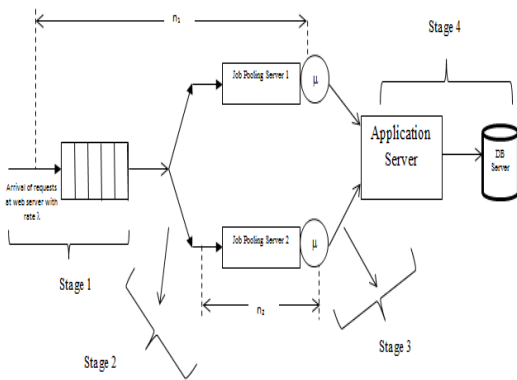 n₁
Stage 4
Job Pooling Server 1
μ
Application
Server
DB
Server
Arrival of requests
at web server with
rate λ
Job Pooling Server 2
μ
Stage 1
n₂
Stage 2
Stage 3